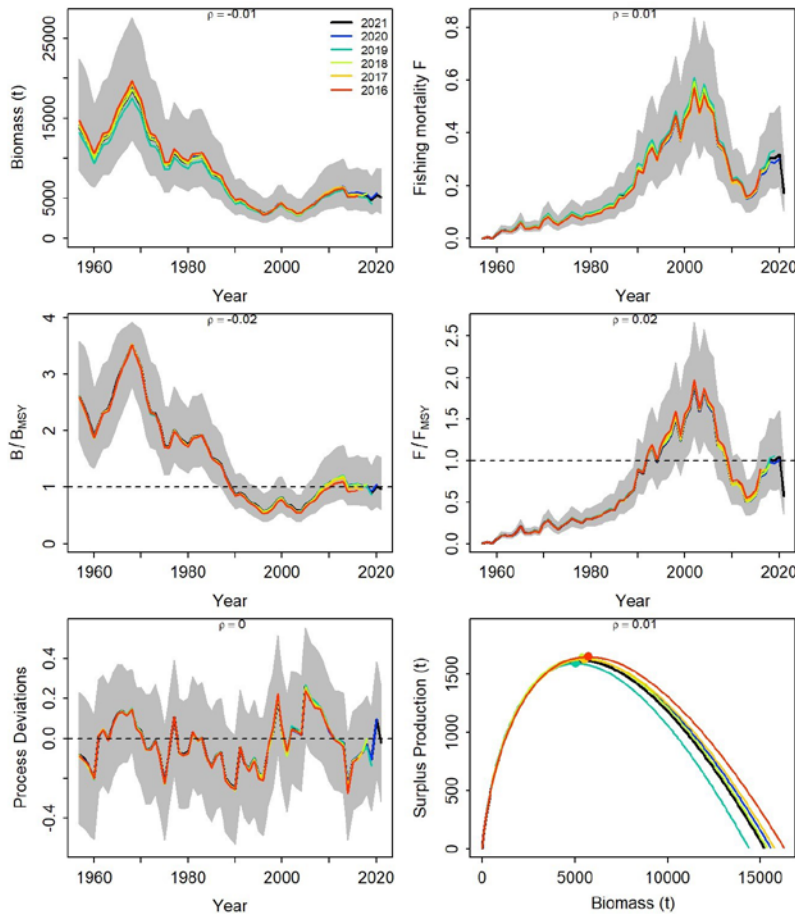 ρ = -0.01
Biomass (t)
0 5000 15000 25000
1960 1980 2000 2020
Year
2021
2020
2019
2018
2017
2016
ρ = 0.01
Fishing mortality F
0.0 0.2 0.4 0.6 0.8
1960 1980 2000 2020
Year
ρ = -0.02
B/BMSY
0 1 2 3 4
1960 1980 2000 2020
Year
ρ = 0.02
F/FMSY
0.0 0.5 1.0 1.5 2.0 2.5
1960 1980 2000 2020
Year
ρ = 0
Process Deviations
-0.4 0.0 0.2 0.4
1960 1980 2000 2020
Year
ρ = 0.01
Surplus Production (t)
0 500 1000 1500
0 5000 10000 15000
Biomass (t)